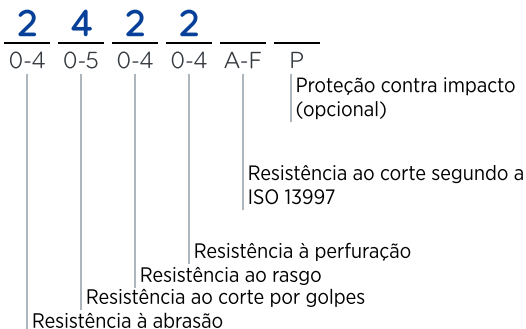 2 4 2 2
0-4 0-5 0-4 0-4 A-F P
Proteção contra impacto
(opcional)
Resistência ao corte segundo a
ISO 13997
Resistência à perfuração
Resistência ao rasgo
Resistência ao corte por golpes
Resistência à abrasão